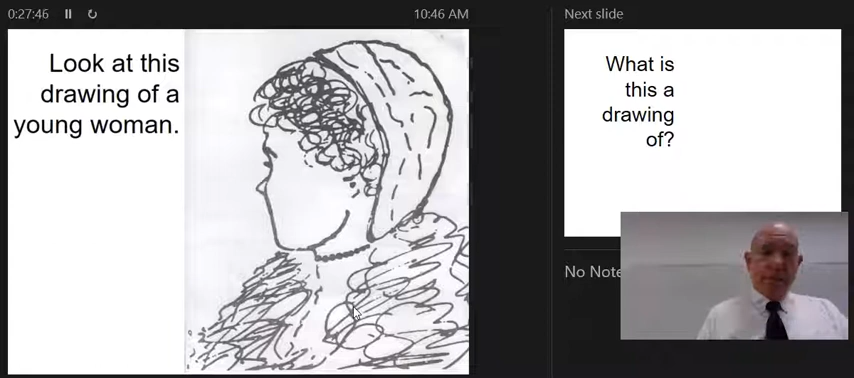 0:27:46
10:46 AM
Next slide
Look at this
drawing of a
young woman.
What is
this a
drawing
of?
No Note